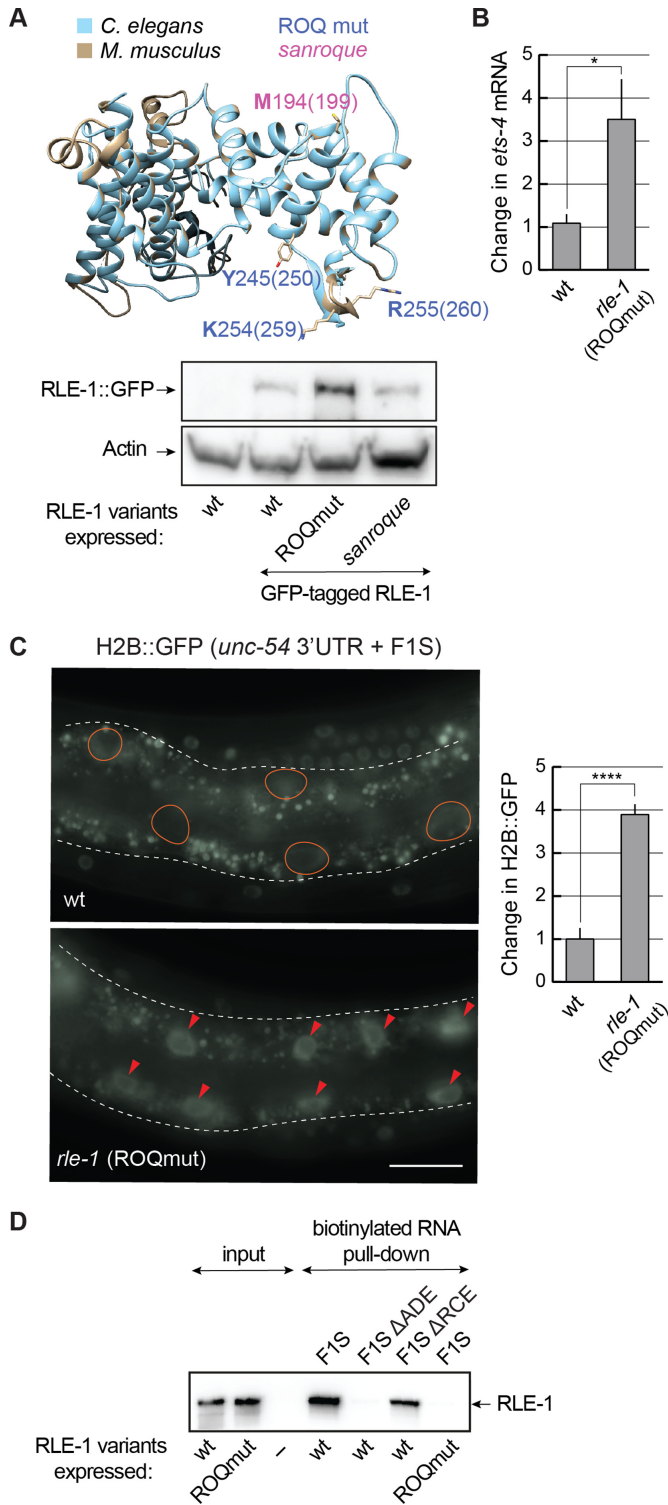 A
C. elegans
M. musculus
ROQ mut
sanroque
M194(199)
Y245(250)
K254(259)
R255(260)
RLE-1::GFP
Actin
RLE-1 variants
expressed:
wt
wt
ROQmut
sanroque
GFP-tagged RLE-1
B
Change in ets-4 mRNA
5
4
3
2
1
0
*
wt
rle-1
(ROQmut)
C
H2B::GFP (unc-54 3’UTR + F1S)
wt
rle-1 (ROQmut)
Change in H2B::GFP
5
4
3
2
1
0
****
wt
rle-1
(ROQmut)
D
input
biotinylated RNA
pull-down
F1S
F1S ΔADE
F1S ΔRCE
F1S
RLE-1
RLE-1 variants
expressed:
wt
ROQmut
–
wt
wt
wt
ROQmut